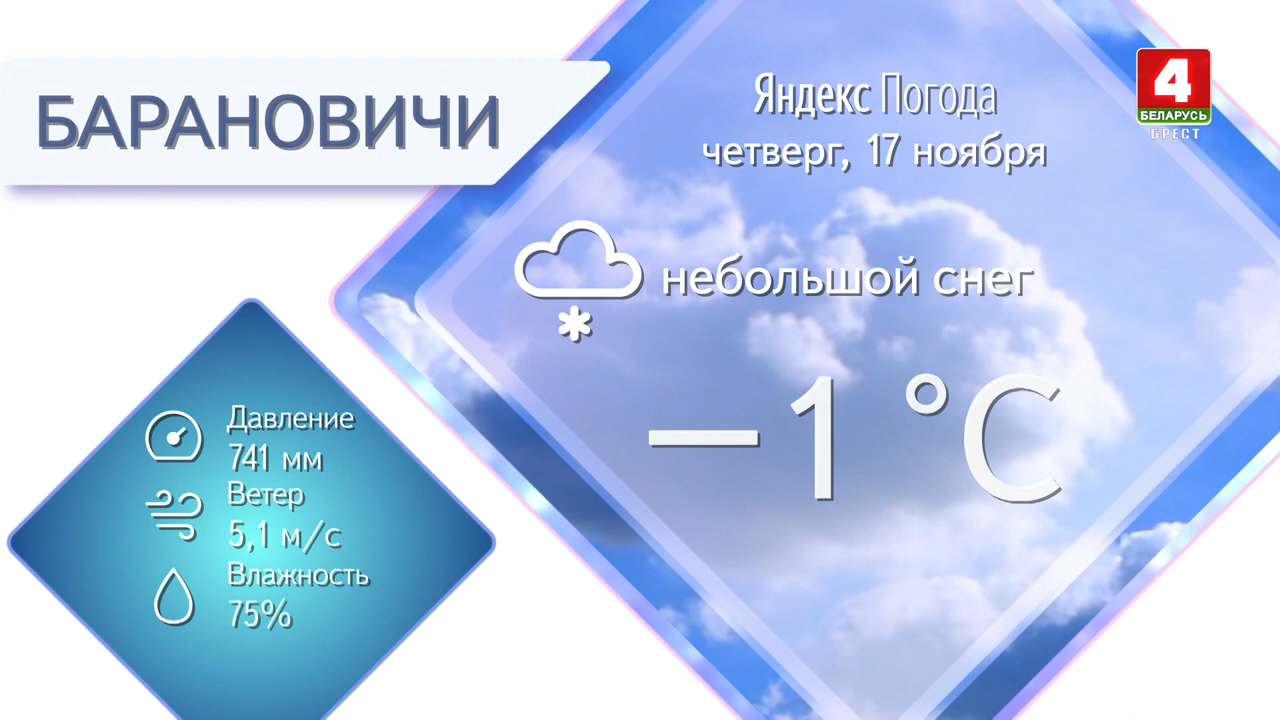 БАРАНОВИЧИ
Яндекс Погода
четверг, 17 ноября
4
БЕЛАРУСЬ
БРЕСТ
небольшой снег
−1 °C
Давление
741 мм
Ветер
5,1 м/с
Влажность
75%